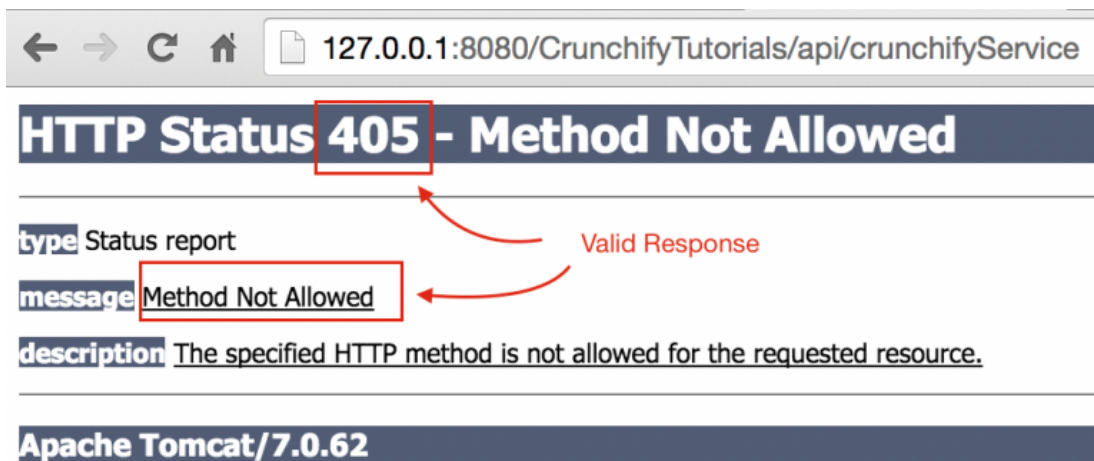 127.0.0.1:8080/CrunchifyTutorials/api/crunchifyService
HTTP Status 405 - Method Not Allowed
type Status report
Valid Response
message Method Not Allowed
description The specified HTTP method is not allowed for the requested resource.
Apache Tomcat/7.0.62